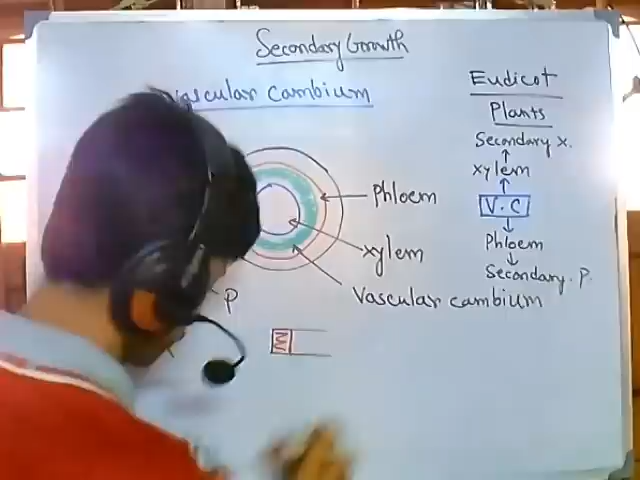 Secondary Growth
vascular cambium
Phloem
xylem
Vascular cambium
P
Eudicot
Plants
Secondary x.
xylem
V.C
Phloem
Secondary. P.